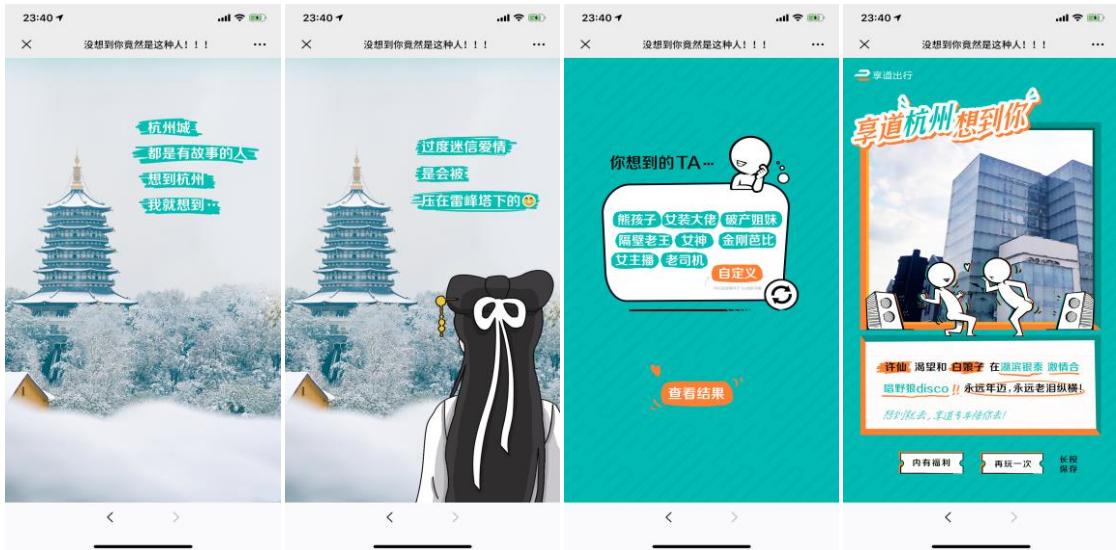 23:40
没想到你竟然是这种人！！！
杭州城
都是有故事的人
想到杭州
我就想到…
23:40
没想到你竟然是这种人！！！
过度迷信爱情
是会被
压在雷峰塔下的
23:40
没想到你竟然是这种人！！！
你想到的TA…
熊孩子 女装大佬 破产姐妹
隔壁老王 女神 金刚芭比
女主播 老司机
自定义
查看结果
23:40
没想到你竟然是这种人！！！
享道出行
享道杭州想到你
许仙 渴望和 白娘子 在湖滨银泰 激情合
唱野狼disco!! 永远年迈,永远老泪纵横!
想到就去,享道专车陪你去!
内有福利
再玩一次
长按
保存